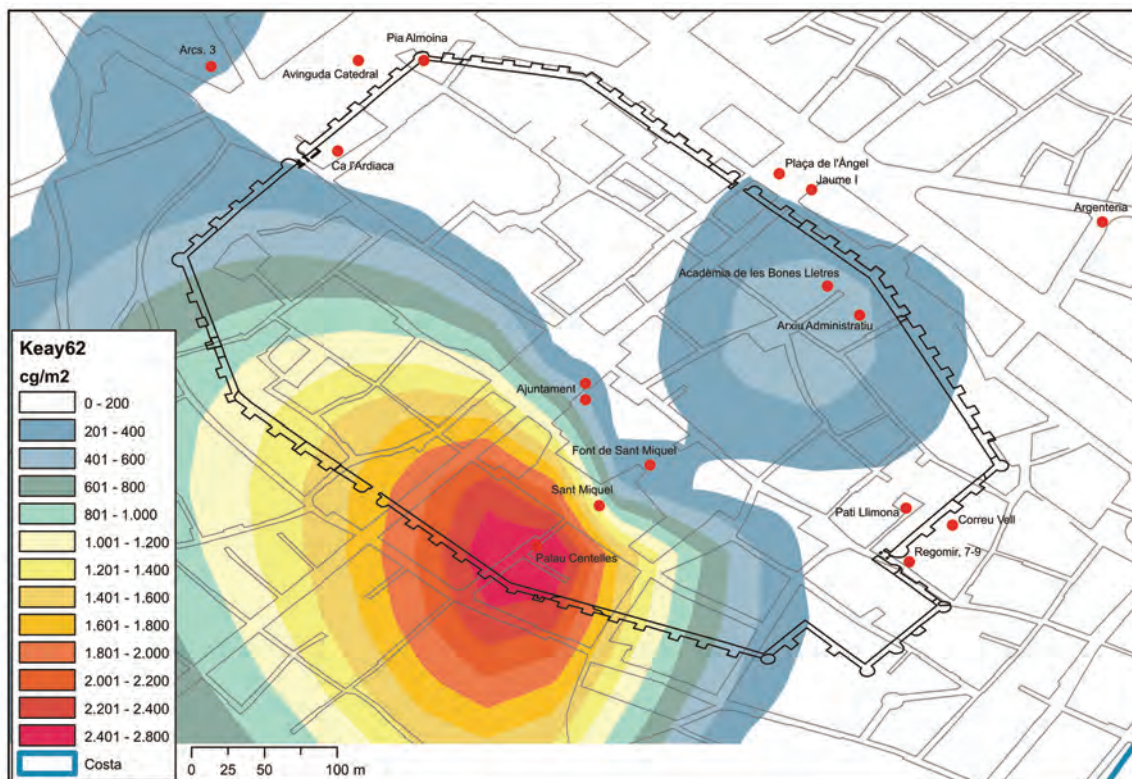 Arcs. 3
Pia Almoina
Avinguda Catedral
Ca l'Ardiaca
Plaça de l'Àngel
Jaume I
Argenteria
Acadèmia de les Bones Lletres
Arxiu Administratiu
Ajuntament
Font de Sant Miquel
Sant Miquel
Palau Centelles
Pati Llimona
Correu Vell
Regomir, 7-9
Keay62
cg/m2
0 - 200
201 - 400
401 - 600
601 - 800
801 - 1.000
1.001 - 1.200
1.201 - 1.400
1.401 - 1.600
1.601 - 1.800
1.801 - 2.000
2.001 - 2.200
2.201 - 2.400
2.401 - 2.800
Costa
0 25 50 100 m